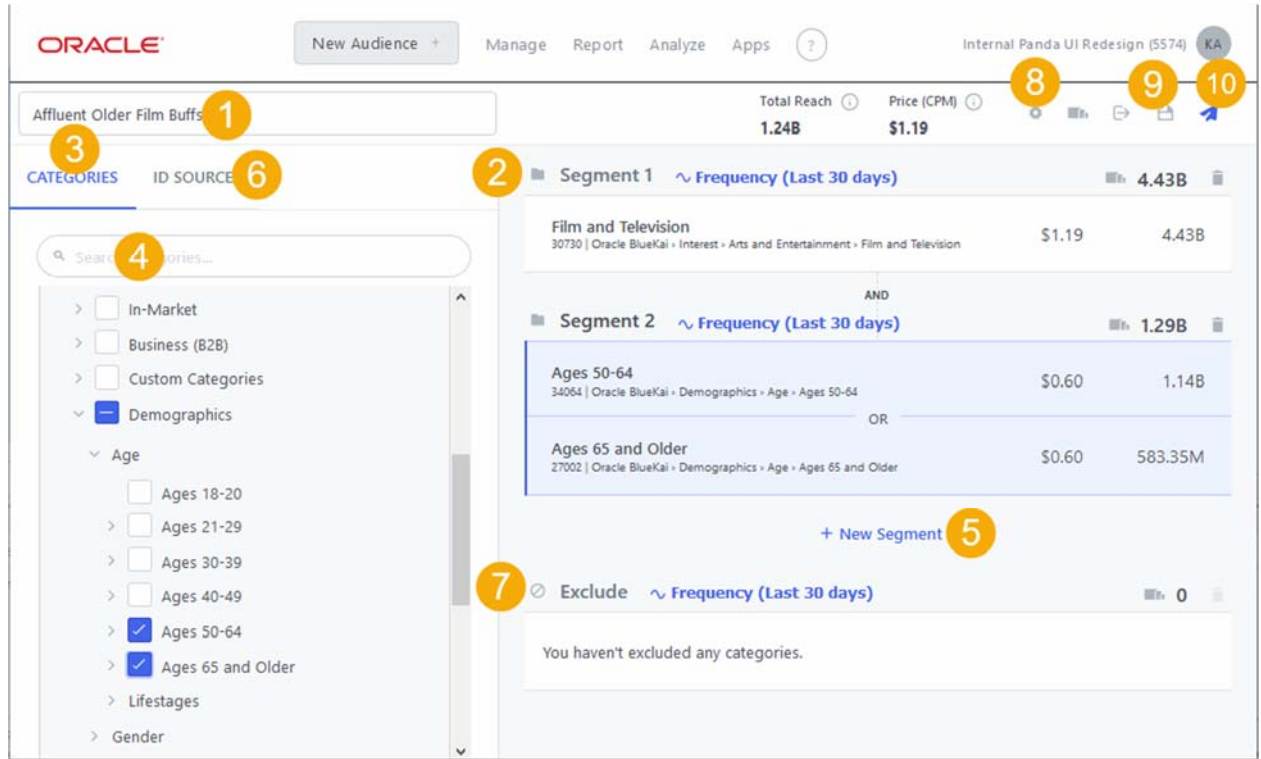 ORACLE
New Audience +
Manage Report Analyze Apps ?
Internal Panda UI Redesign (5574) KA
8 9 10
Affluent Older Film Buffs 1
Total Reach Price (CPM)
1.24B $1.19
3
CATEGORIES ID SOURCE 6
4
In-Market
Business (B2B)
Custom Categories
Demographics
Age
Ages 18-20
Ages 21-29
Ages 30-39
Ages 40-49
Ages 50-64
Ages 65 and Older
Lifestages
Gender
2 Segment 1 Frequency (Last 30 days) 4.43B
Film and Television $1.19 4.43B
30730 | Oracle BlueKai › Interest › Arts and Entertainment › Film and Television
AND
Segment 2 Frequency (Last 30 days) 1.29B
Ages 50-64 $0.60 1.14B
34064 | Oracle BlueKai › Demographics › Age › Ages 50-64
OR
Ages 65 and Older $0.60 583.35M
27002 | Oracle BlueKai › Demographics › Age › Ages 65 and Older
+ New Segment 5
7 Exclude Frequency (Last 30 days) 0
You haven't excluded any categories.